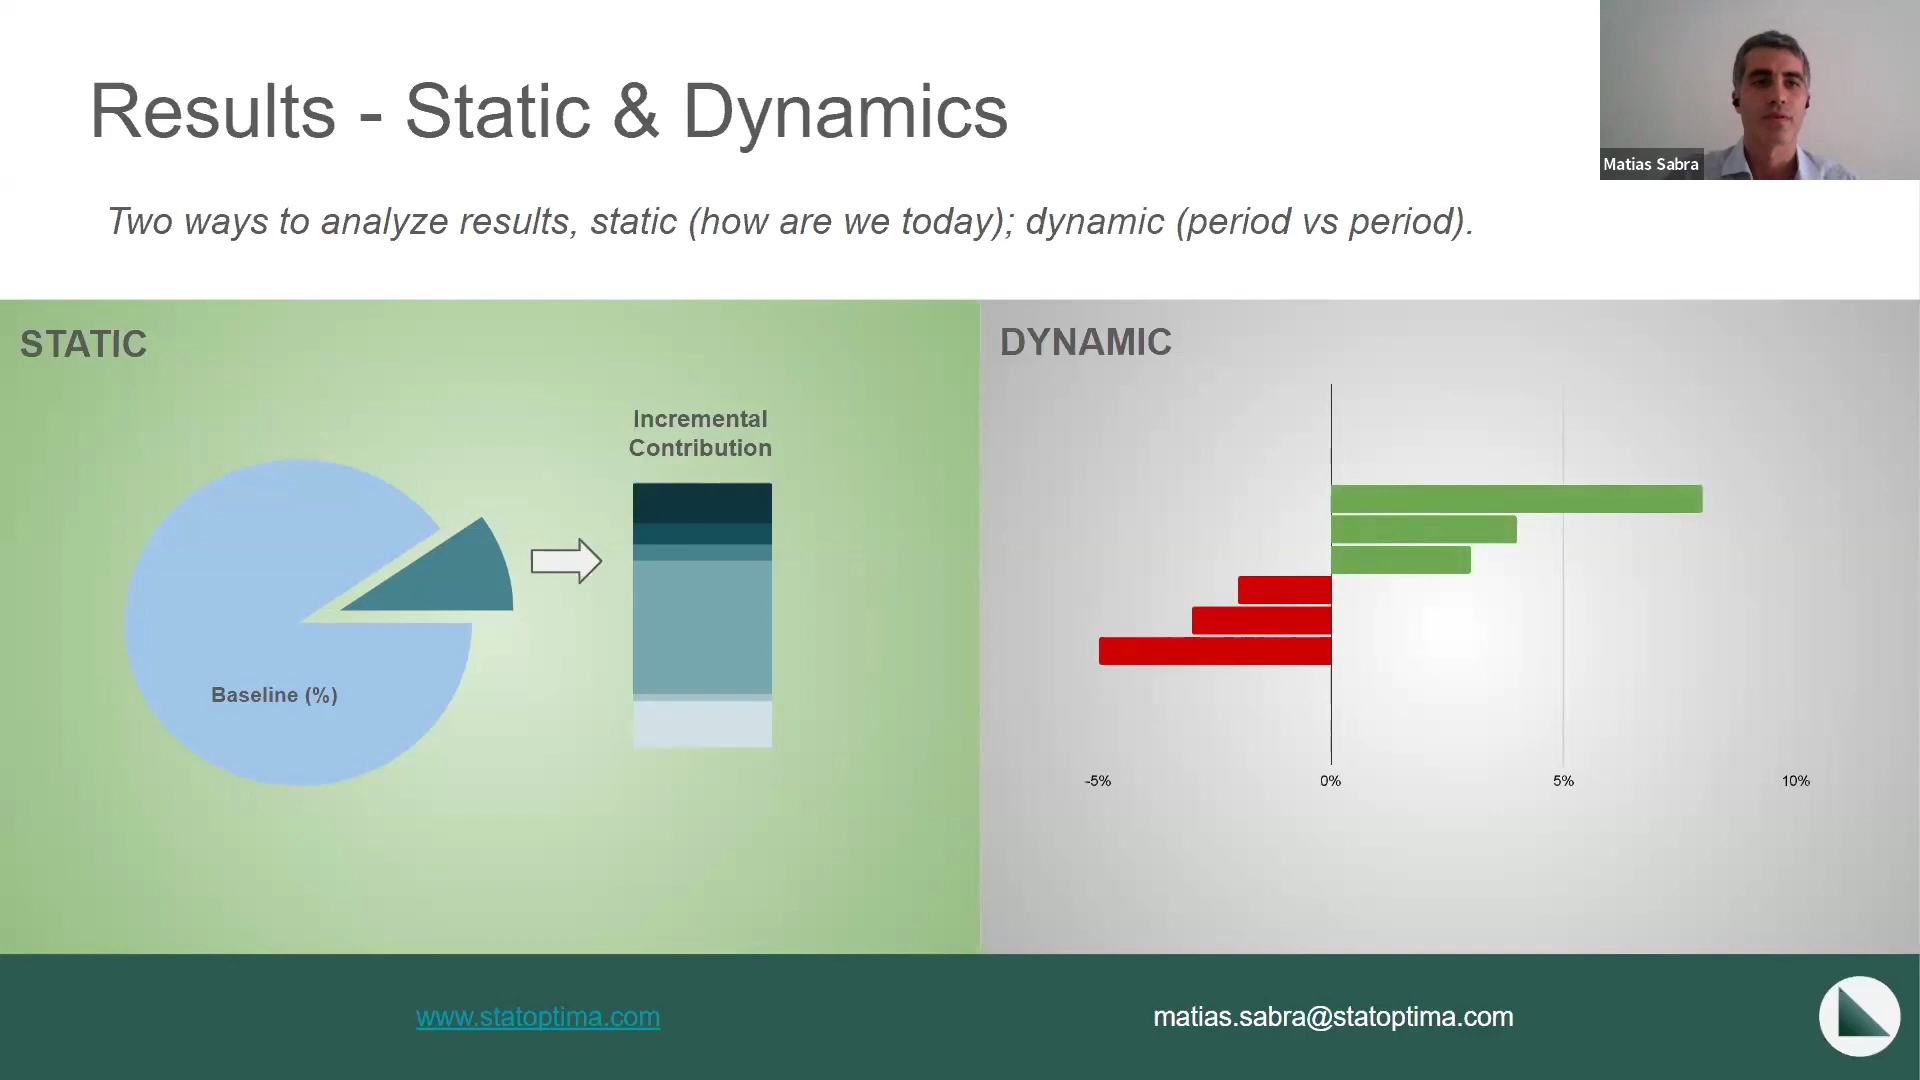 Results - Static & Dynamics
Matias Sabra
Two ways to analyze results, static (how are we today); dynamic (period vs period).
STATIC
DYNAMIC
Incremental
Contribution
Baseline (%)
-5%
0%
5%
10%
www.statoptima.com
matias.sabra@statoptima.com